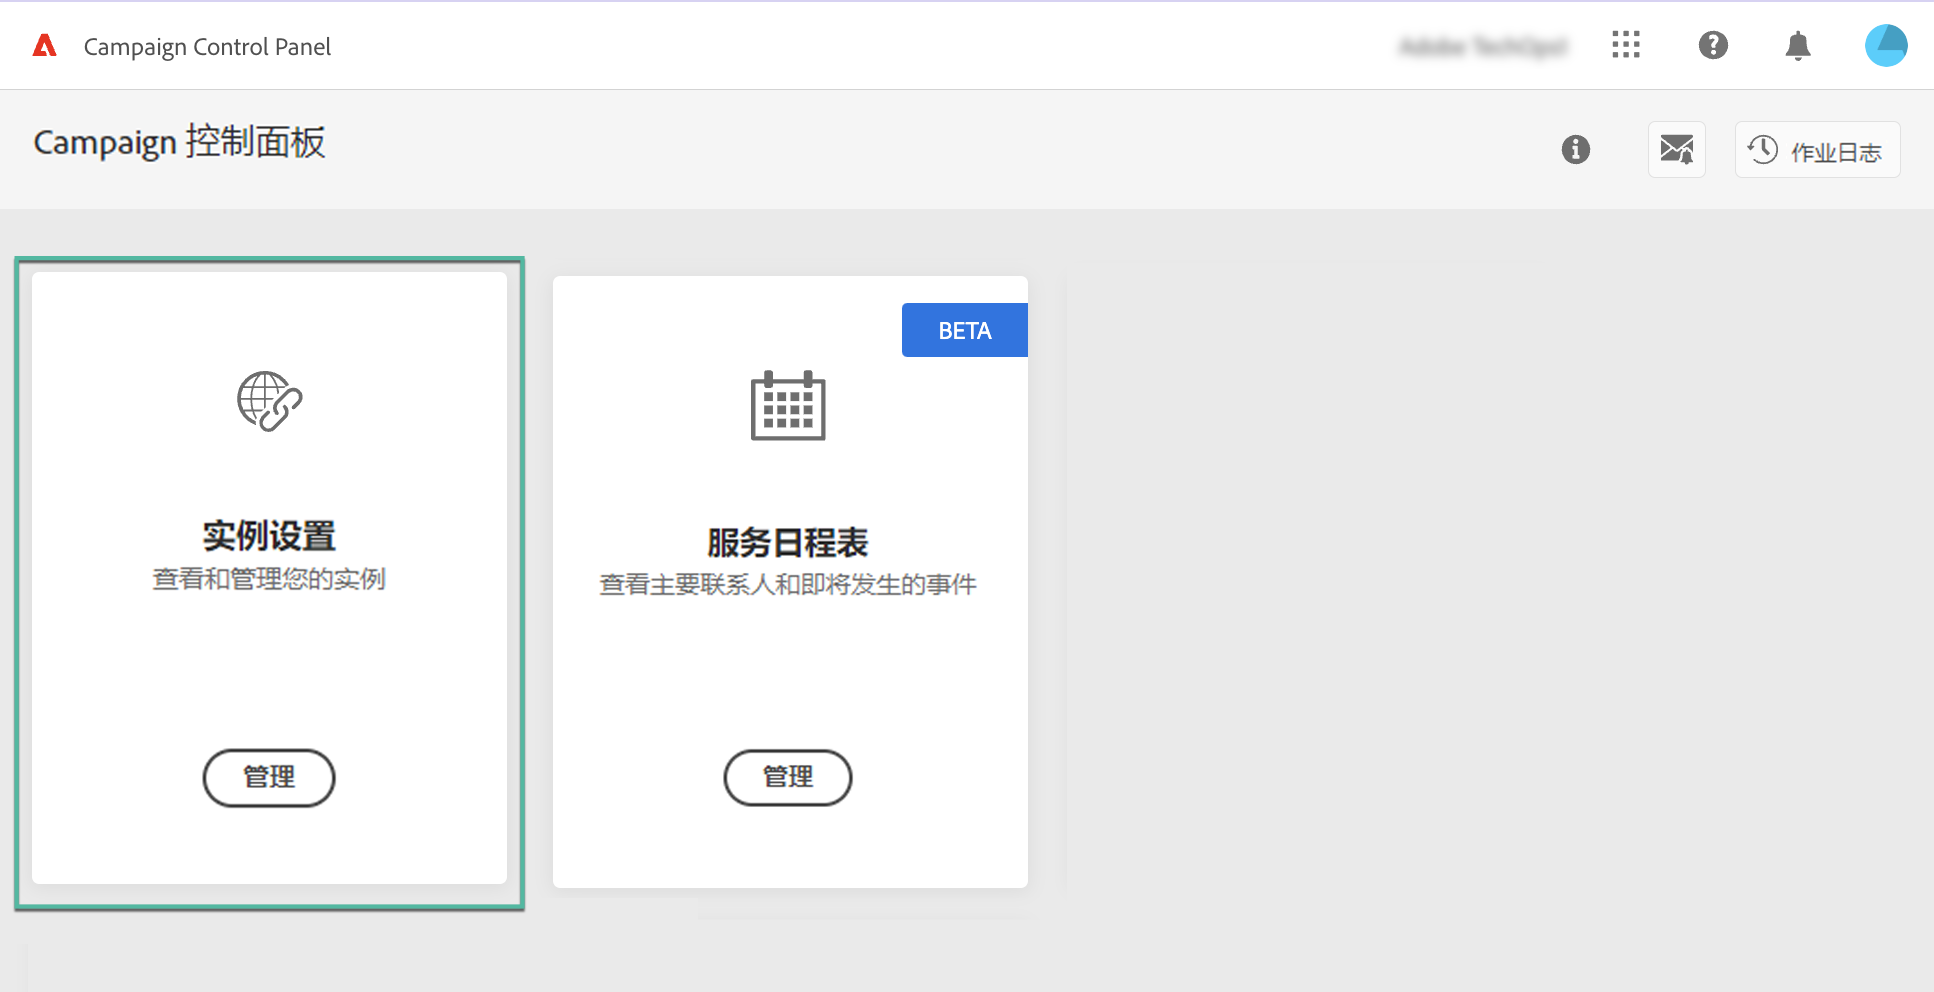 Campaign Control Panel
Campaign 控制面板
作业日志
实例设置
查看和管理您的实例
管理
BETA
服务日程表
查看主要联系人和即将发生的事件
管理